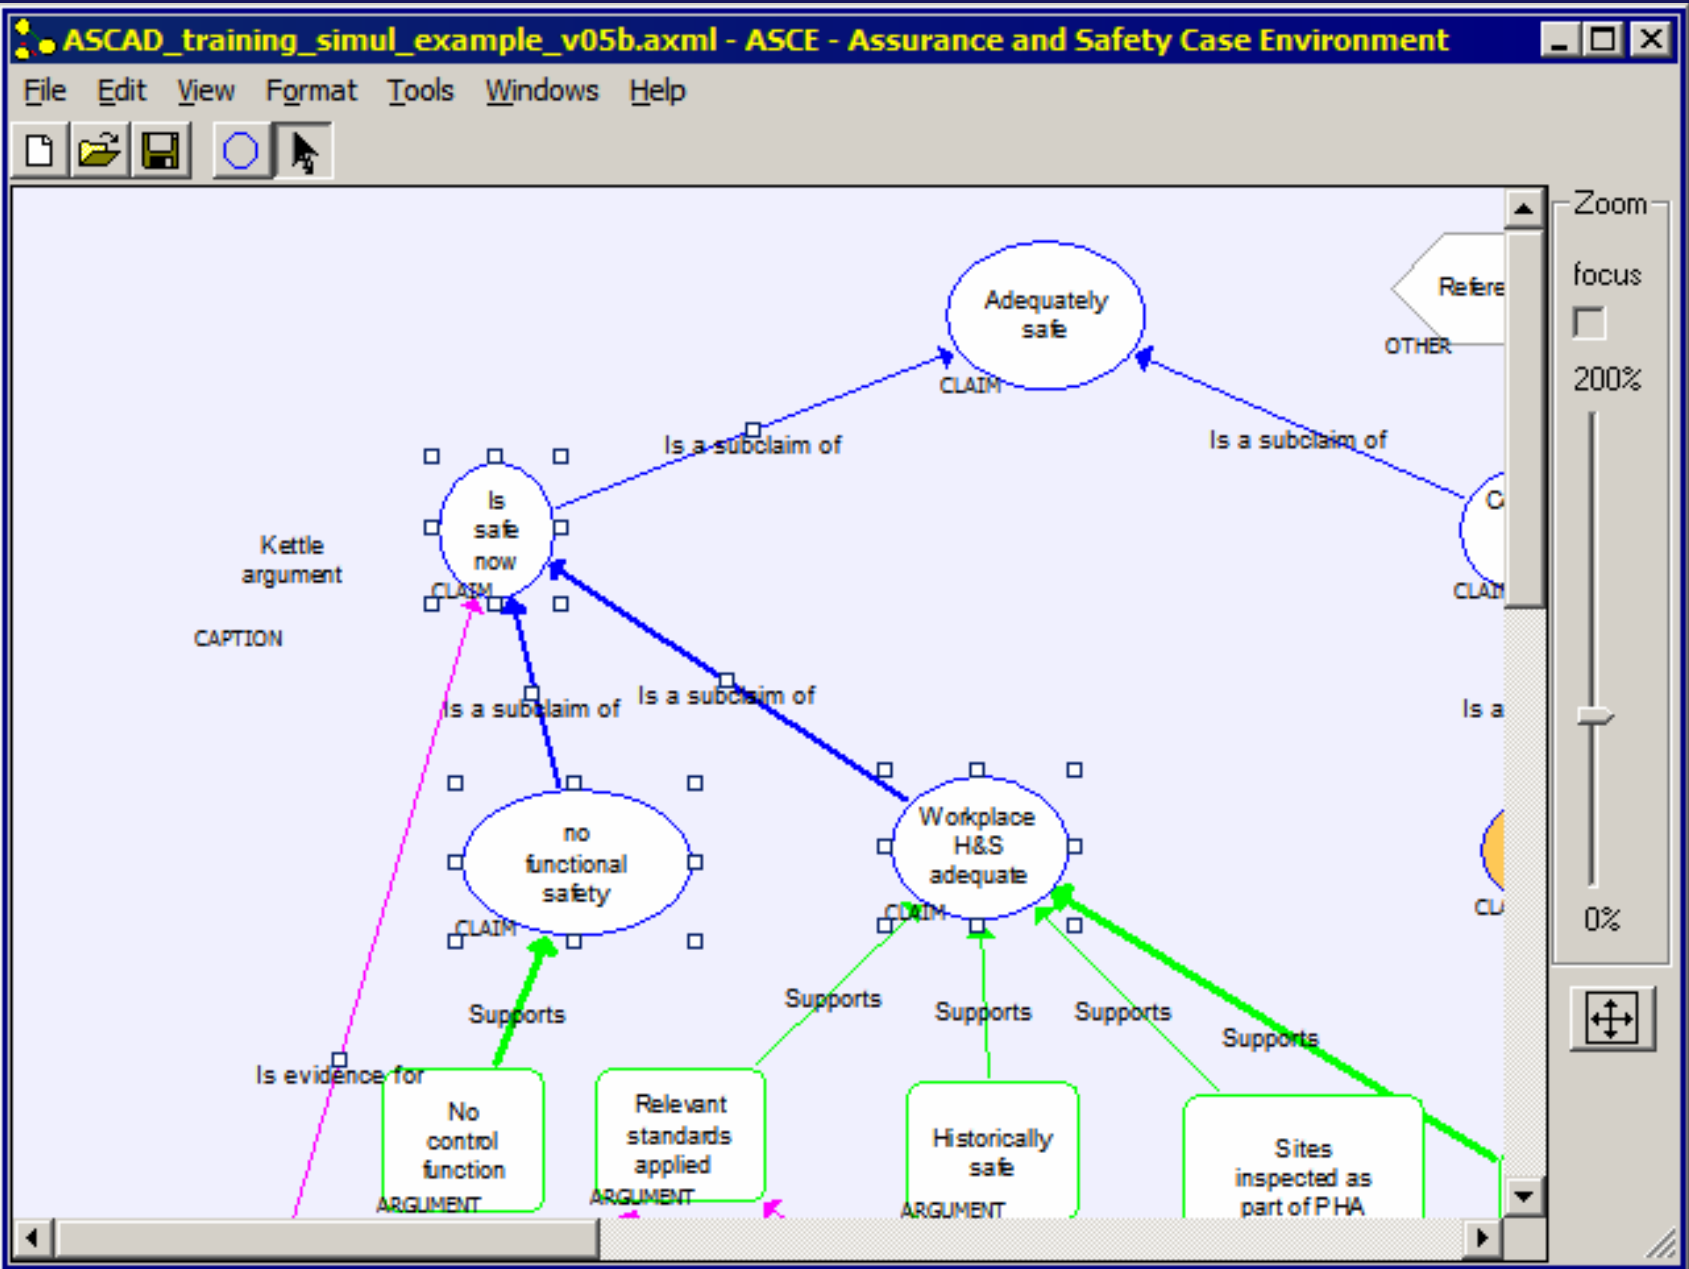 ASCAD_training_simul_example_v05b.axml - ASCE - Assurance and Safety Case Environment
File Edit View Format Tools Windows Help
Zoom
focus
200%
0%
Adequately
safe
CLAIM
Refere
OTHER
Is a subclaim of
Is a subclaim of
Is
safe
now
CLAIM
Kettle
argument
CAPTION
Is a subclaim of
Is a subclaim of
Is a
no
functional
safety
CLAIM
Workplace
H&S
adequate
CLAIM
Supports
Supports
Supports
Supports
Supports
Is evidence for
No
control
function
ARGUMENT
Relevant
standards
applied
ARGUMENT
Historically
safe
ARGUMENT
Sites
inspected as
part of PHA